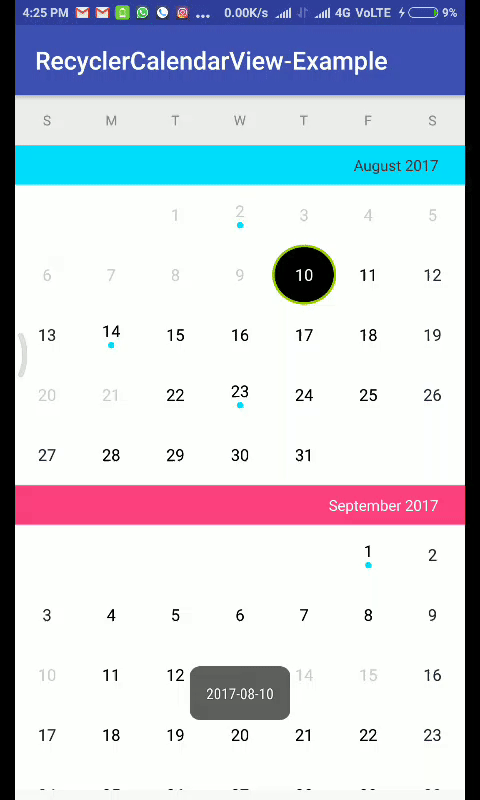 4:25 PM ... 0.00K/s 4G VoLTE 9%
RecyclerCalendarView-Example
S M T W T F S
August 2017
1 2 3 4 5
6 7 8 9 10 11 12
13 14 15 16 17 18 19
20 21 22 23 24 25 26
27 28 29 30 31
September 2017
1 2
3 4 5 6 7 8 9
10 11 12 14 15 16
2017-08-10
17 18 19 20 21 22 23